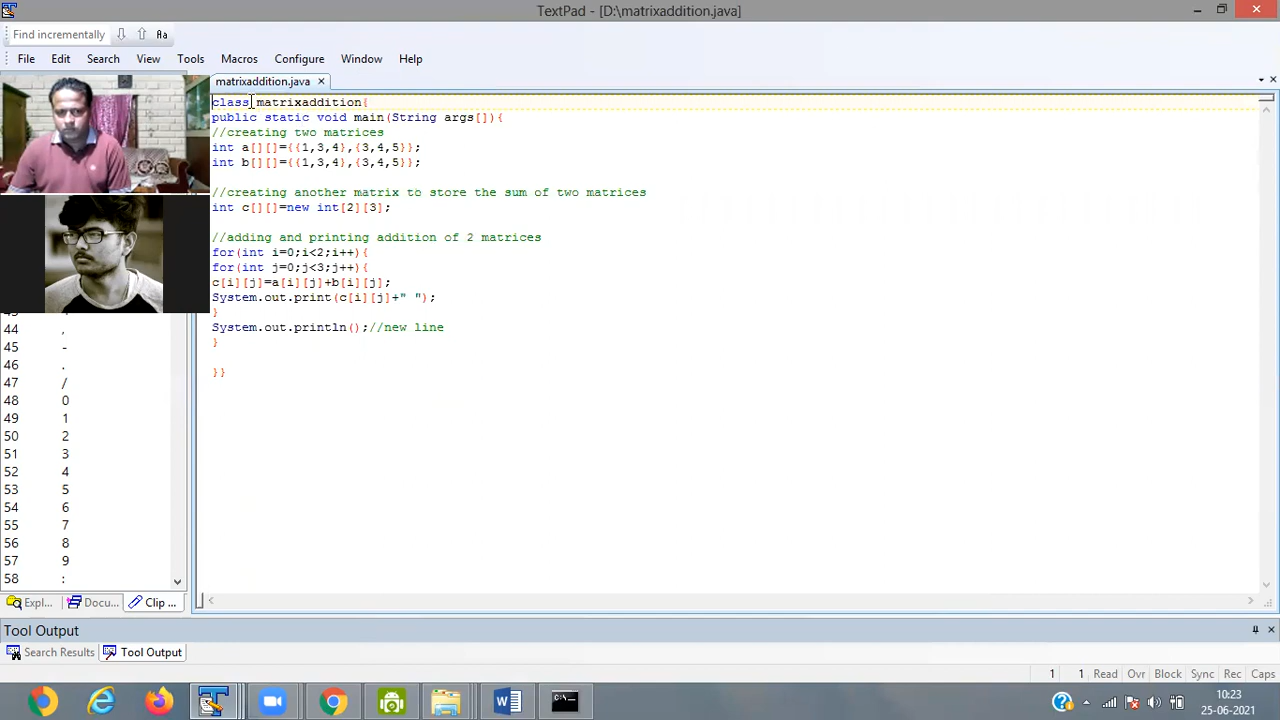 TextPad - [D:\matrixaddition.java]
Find incrementally
Aa
File Edit Search View Tools Macros Configure Window Help
matrixaddition.java
class matrixaddition{
public static void main(String args[]){
//creating two matrices
int a[][]={{1,3,4},{3,4,5}};
int b[][]={{1,3,4},{3,4,5}};
//creating another matrix to store the sum of two matrices
int c[][]=new int[2][3];
//adding and printing addition of 2 matrices
for(int i=0;i<2;i++){
for(int j=0;j<3;j++){
c[i][j]=a[i][j]+b[i][j];
System.out.print(c[i][j]+" ");
}
System.out.println();//new line
}
}}
44 ,
45 -
46 .
47 /
48 0
49 1
50 2
51 3
52 4
53 5
54 6
55 7
56 8
57 9
58 :
Expl... Docu... Clip ...
Tool Output
Search Results Tool Output
1 1 Read Ovr Block Sync Rec Caps
10:23
25-06-2021